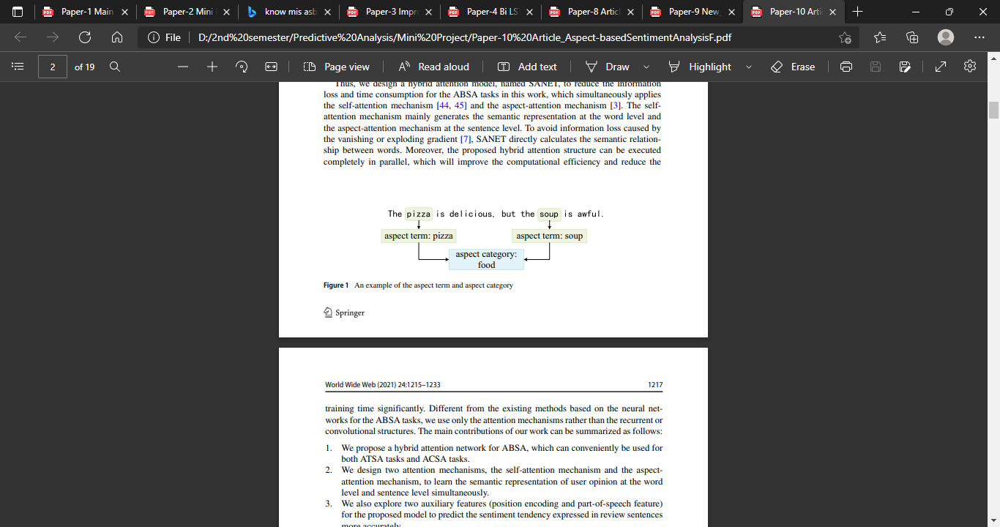 Paper-1 Main
Paper-2 Mini
know mis asb
Paper-3 Impr
Paper-4 Bi LS
Paper-8 Artic
Paper-9 New_
Paper-10 Arti
File
D:/2nd%20semester/Predictive%20Analysis/Mini%20Project/Paper-10%20Article_Aspect-basedSentimentAnalysisF.pdf
2 of 19
Page view
Read aloud
Add text
Draw
Highlight
Erase
Thus, we design a hybrid attention model, named SANET, to reduce the information
loss and time consumption for the ABSA tasks in this work, which simultaneously applies
the self-attention mechanism [44, 45] and the aspect-attention mechanism [3]. The self-
attention mechanism mainly generates the semantic representation at the word level and
the aspect-attention mechanism at the sentence level. To avoid information loss caused by
the vanishing or exploding gradient [7], SANET directly calculates the semantic relation-
ship between words. Moreover, the proposed hybrid attention structure can be executed
completely in parallel, which will improve the computational efficiency and reduce the
The pizza is delicious, but the soup is awful.
aspect term: pizza
aspect term: soup
aspect category:
food
Figure 1 An example of the aspect term and aspect category
Springer
World Wide Web (2021) 24:1215–1233
1217
training time significantly. Different from the existing methods based on the neural net-
works for the ABSA tasks, we use only the attention mechanisms rather than the recurrent or
convolutional structures. The main contributions of our work can be summarized as follows:
1. We propose a hybrid attention network for ABSA, which can conveniently be used for
both ATSA tasks and ACSA tasks.
2. We design two attention mechanisms, the self-attention mechanism and the aspect-
attention mechanism, to learn the semantic representation of user opinion at the word
level and sentence level simultaneously.
3. We also explore two auxiliary features (position encoding and part-of-speech feature)
for the proposed model to predict the sentiment tendency expressed in review sentences
more accurately.